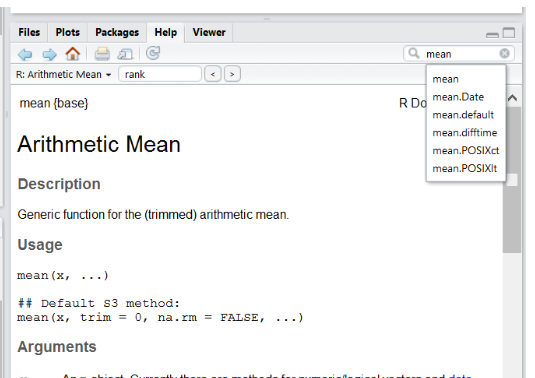 Files Plots Packages Help Viewer
mean
R: Arithmetic Mean rank < >
mean
mean.Date
mean.default
mean.difftime
mean.POSIXct
mean.POSIXlt
mean {base} R Do
Arithmetic Mean
Description
Generic function for the (trimmed) arithmetic mean.
Usage
mean(x, ...)
## Default S3 method:
mean(x, trim = 0, na.rm = FALSE, ...)
Arguments